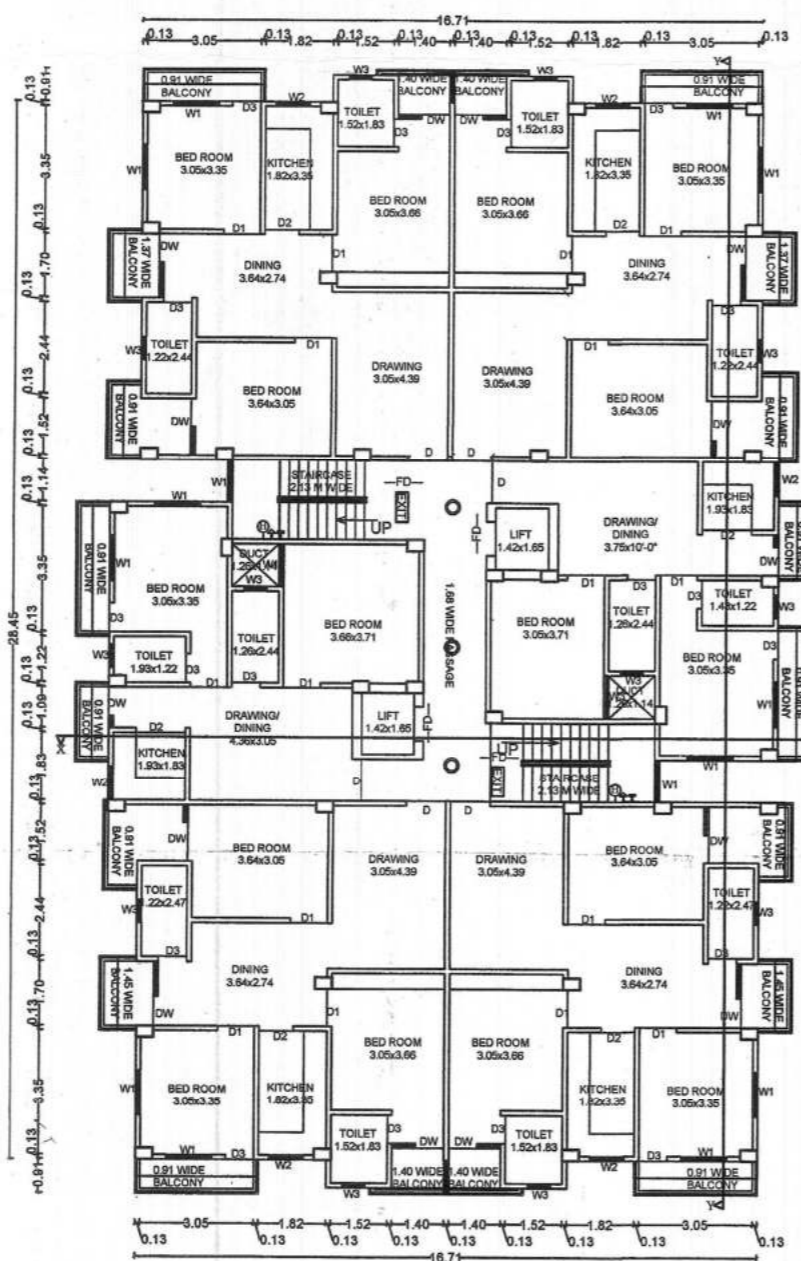 16.71
0.13 0.13 0.13 0.13 0.13 0.13 0.13 0.13 0.13
3.05 1.82 1.52 1.40 1.40 1.52 1.82 3.05
Y
W3 W3
0.91 WIDE
BALCONY
1.40 WIDE
BALCONY
1.40 WIDE
BALCONY
0.91 WIDE
BALCONY
W1 D3 W2 DW DW W2 D3 W1
TOILET
1.52x1.83
TOILET
1.52x1.83
D3 D3
BED ROOM
3.05x3.35
KITCHEN
1.82x3.35
BED ROOM
3.05x3.66
BED ROOM
3.05x3.66
KITCHEN
1.82x3.35
BED ROOM
3.05x3.35
W1 W1
D1 D2 D1 D1 D2 D1
1.37 WIDE
BALCONY
DW
DINING
3.64x2.74
DINING
3.64x2.74
DW
1.37 WIDE
BALCONY
D3 D3
W3
TOILET
1.22x2.44
TOILET
1.22x2.44
W3
D1 D1
BED ROOM
3.64x3.05
DRAWING
3.05x4.39
DRAWING
3.05x4.39
BED ROOM
3.64x3.05
0.91 WIDE
BALCONY
DW DW
0.91 WIDE
BALCONY
D D
W1
STAIRCASE
2.13 M WIDE
FD
EXIT
UP
FD
LIFT
1.42x1.65
DRAWING/
DINING
3.75x10'-0"
KITCHEN
1.93x1.83
W2
D2
DW
W1
0.91 WIDE
BALCONY
W1
BED ROOM
3.05x3.35
D3
H
DUCT
W3
TOILET
1.26x2.44
BED ROOM
3.66x3.71
1.68 WIDE PASSAGE
BED ROOM
3.05x3.71
D1 D3 D1
TOILET
1.26x2.44
D3
TOILET
1.43x1.22
W3
BED ROOM
3.05x3.35
D3
W1
W3
TOILET
1.93x1.22
D3
D3 D1
W3
DUCT
0.91 WIDE
BALCONY
DW
D2
DRAWING/
DINING
4.36x3.05
LIFT
1.42x1.65
FD
UP
FD
EXIT
STAIRCASE
2.13 M WIDE
H
W1
W1
X
KITCHEN
1.93x1.83
W2
D
D D
0.91 WIDE
BALCONY
DW
BED ROOM
3.64x3.05
DRAWING
3.05x4.39
DRAWING
3.05x4.39
BED ROOM
3.64x3.05
DW
0.91 WIDE
BALCONY
W3
TOILET
1.22x2.47
TOILET
1.22x2.47
W3
D1 D1
D3 D3
1.45 WIDE
BALCONY
DW
DINING
3.64x2.74
DINING
3.64x2.74
DW
1.45 WIDE
BALCONY
D1 D2 D1 D1 D2 D1
W1
BED ROOM
3.05x3.35
KITCHEN
1.82x3.35
BED ROOM
3.05x3.66
BED ROOM
3.05x3.66
KITCHEN
BED ROOM
3.05x3.35
W1
D3 D3
TOILET
1.52x1.83
DW DW
TOILET
1.52x1.83
W1 D3 W2 W2 D3 W1
0.91 WIDE
BALCONY
1.40 WIDE
BALCONY
1.40 WIDE
BALCONY
0.91 WIDE
BALCONY
W3 W3
Y
3.05 1.82 1.52 1.40 1.40 1.52 1.82 3.05
0.13 0.13 0.13 0.13 0.13 0.13 0.13 0.13 0.13
16.71
28.45
0.13 0.81
3.35
0.13
1.70
0.13
2.44
0.13
1.52
0.13
1.14
0.13
3.35
0.13
1.22
0.13
1.09
0.13
1.83
0.13
1.52
0.13
2.44
0.13
1.70
0.13
0.13
0.91